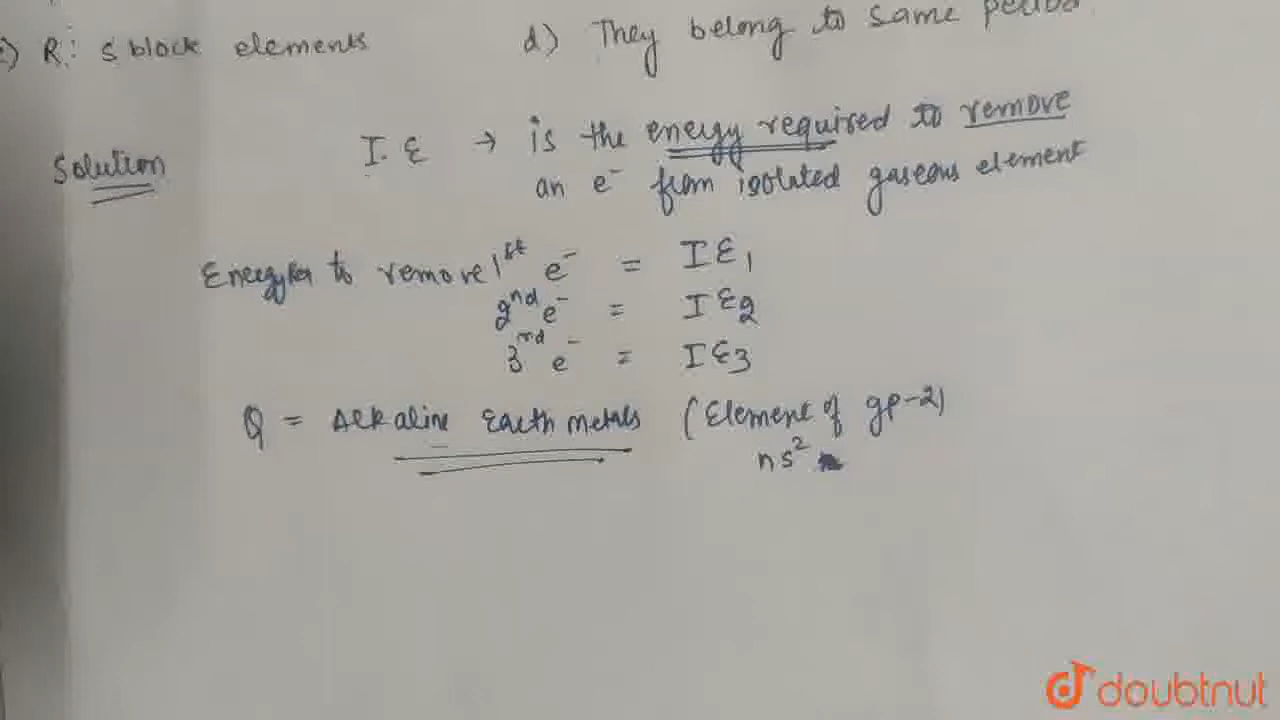 R: s block elements
d) They belong to same period
Solution
I.E → is the energy required to remove
an e⁻ from isolated gaseous element
to remove 1st e⁻ = IE₁
2nd e⁻ = IE₂
3rd e⁻ = IE₃
Q = Alkaline Earth metals (Element of gp-2)
ns²
doubtnut